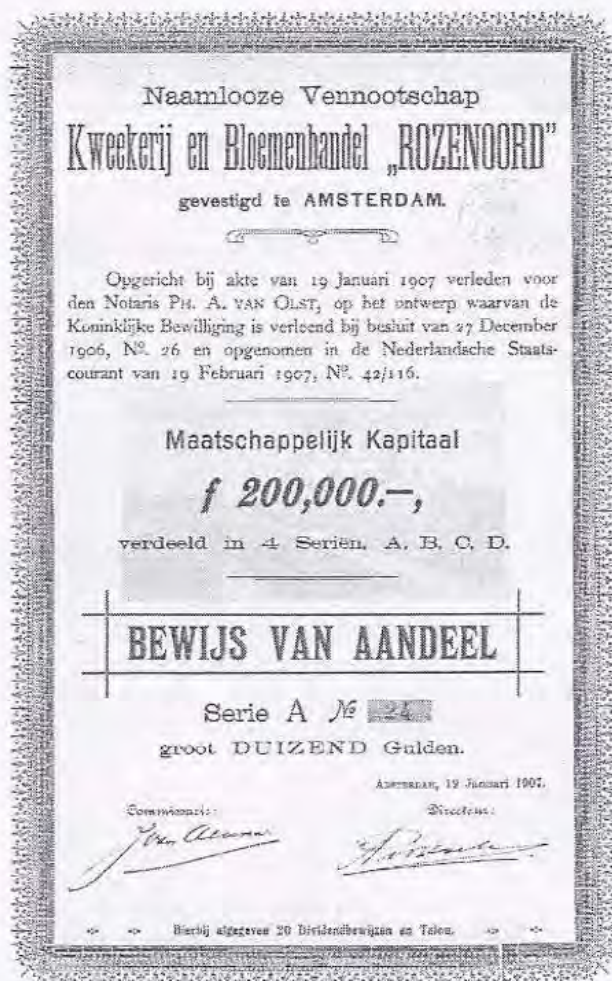 Naamlooze Vennootschap
Kweekerij en Bloemenhandel „ROZENOORD”
gevestigd te AMSTERDAM.
Opgericht bij akte van 19 Januari 1907 verleden voor
den Notaris PH. A. VAN OLST, op het ontwerp waarvan de
Koninklijke Bewilliging is verleend bij besluit van 27 December
1906, Nº. 26 en opgenomen in de Nederlandsche Staats-
courant van 19 Februari 1907, Nº. 42/116.
Maatschappelijk Kapitaal
f 200,000.–,
verdeeld in 4 Seriën, A. B. C. D.
BEWIJS VAN AANDEEL
Serie A Nº 24
groot DUIZEND Gulden.
AMSTERDAM, 19 Januari 1907.
Commissaris: Directeur:
Hierbij afgegeven 20 Dividendbewijzen en Talon.